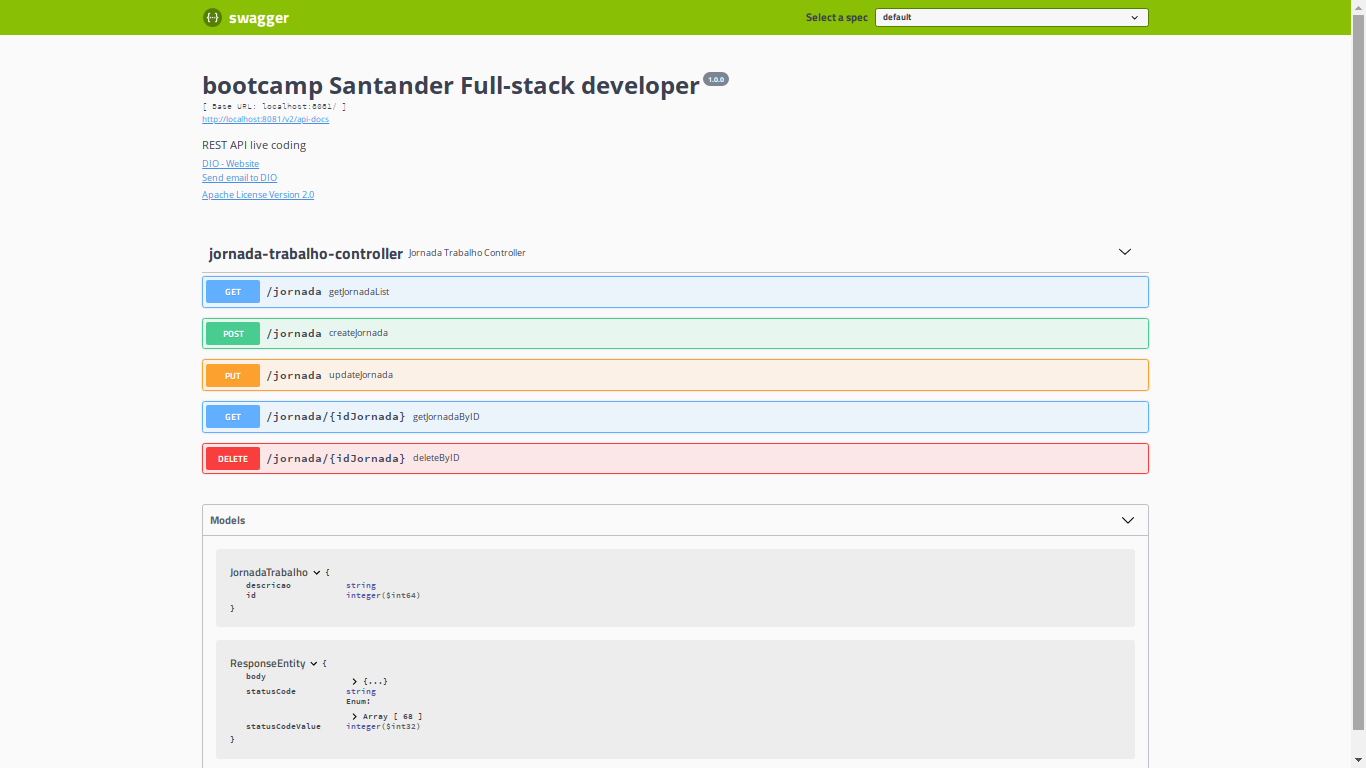 swagger
Select a spec default
bootcamp Santander Full-stack developer 1.0.0
[ Base URL: localhost:8081/ ]
http://localhost:8081/v2/api-docs
REST API live coding
DIO - Website
Send email to DIO
Apache License Version 2.0
jornada-trabalho-controller Jornada Trabalho Controller
GET /jornada getJornadaList
POST /jornada createJornada
PUT /jornada updateJornada
GET /jornada/{idJornada} getJornadaByID
DELETE /jornada/{idJornada} deleteByID
Models
JornadaTrabalho {
descricao string
id integer($int64)
}
ResponseEntity {
body {...}
statusCode string
Enum:
Array [ 68 ]
statusCodeValue integer($int32)
}